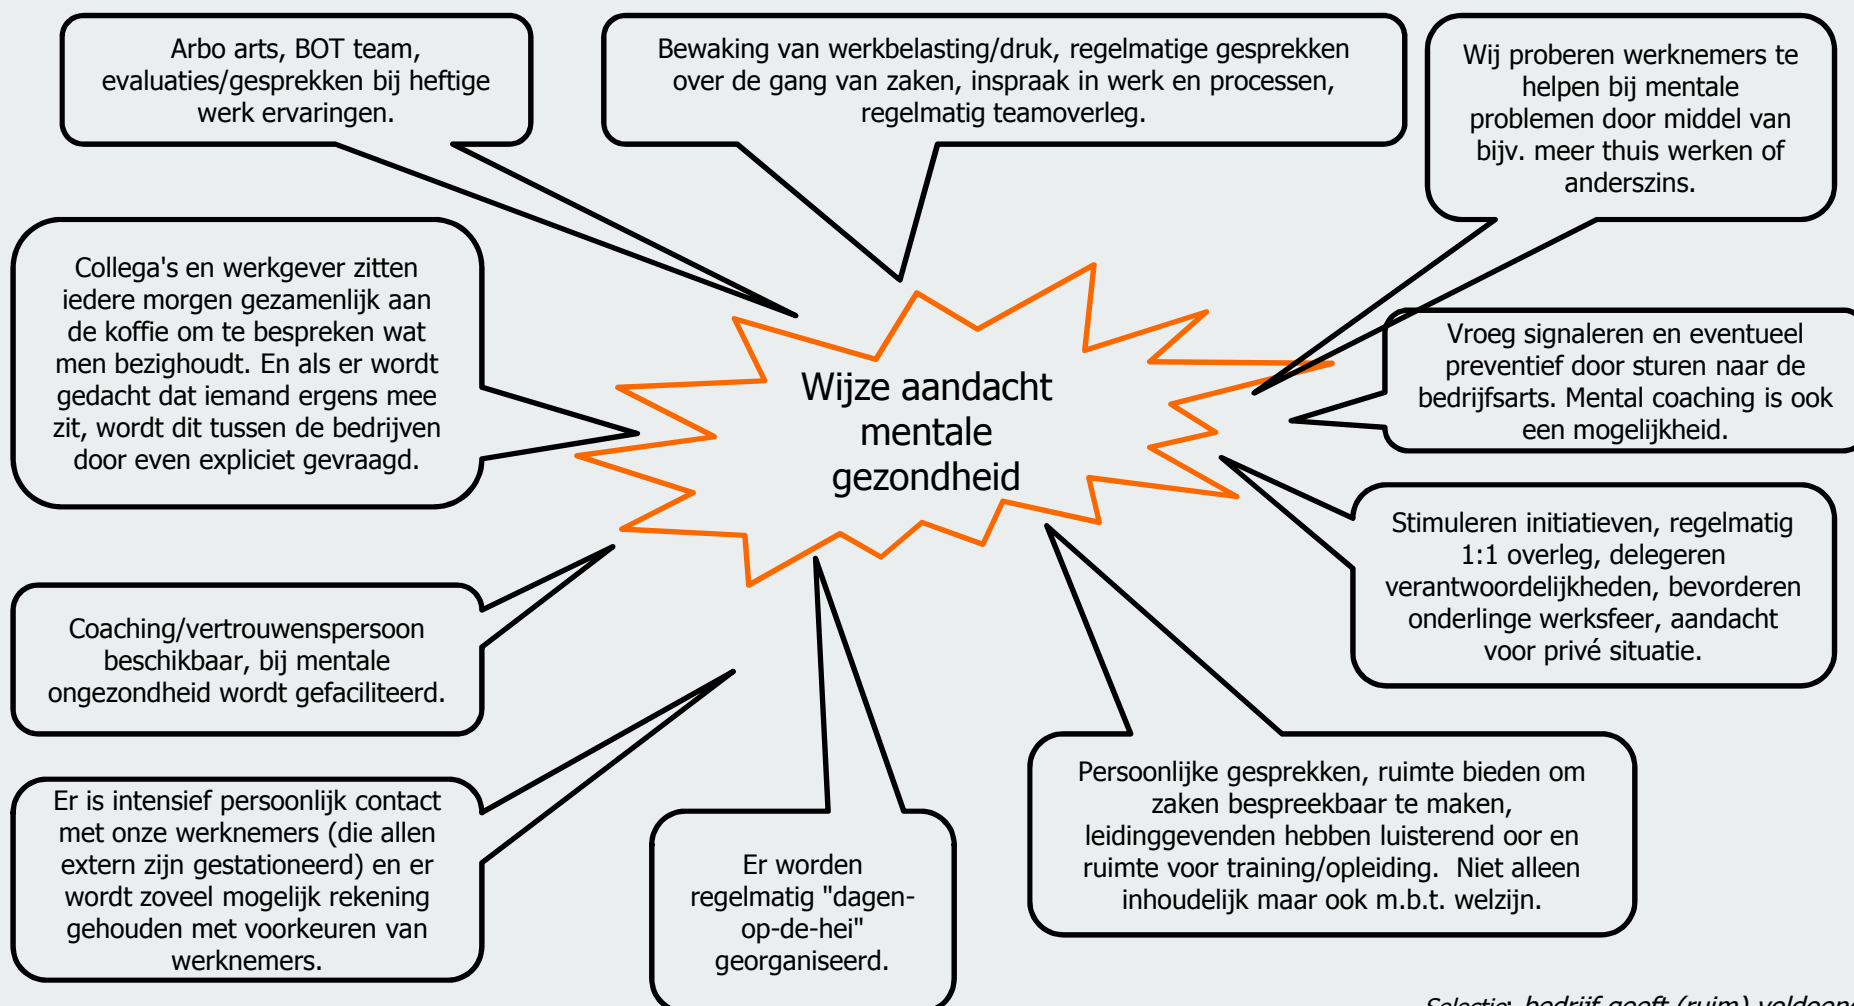 Arbo arts, BOT team,
evaluaties/gesprekken bij heftige
werk ervaringen.
Bewaking van werkbelasting/druk, regelmatige gesprekken
over de gang van zaken, inspraak in werk en processen,
regelmatig teamoverleg.
Wij proberen werknemers te
helpen bij mentale
problemen door middel van
bijv. meer thuis werken of
anderszins.
Collega's en werkgever zitten
iedere morgen gezamenlijk aan
de koffie om te bespreken wat
men bezighoudt. En als er wordt
gedacht dat iemand ergens mee
zit, wordt dit tussen de bedrijven
door even expliciet gevraagd.
Wijze aandacht
mentale
gezondheid
Vroeg signaleren en eventueel
preventief door sturen naar de
bedrijfsarts. Mental coaching is ook
een mogelijkheid.
Stimuleren initiatieven, regelmatig
1:1 overleg, delegeren
verantwoordelijkheden, bevorderen
onderlinge werksfeer, aandacht
voor privé situatie.
Coaching/vertrouwenspersoon
beschikbaar, bij mentale
ongezondheid wordt gefaciliteerd.
Er is intensief persoonlijk contact
met onze werknemers (die allen
extern zijn gestationeerd) en er
wordt zoveel mogelijk rekening
gehouden met voorkeuren van
werknemers.
Er worden
regelmatig "dagen-
op-de-hei"
georganiseerd.
Persoonlijke gesprekken, ruimte bieden om
zaken bespreekbaar te maken,
leidinggevenden hebben luisterend oor en
ruimte voor training/opleiding.  Niet alleen
inhoudelijk maar ook m.b.t. welzijn.
Selectie: bedrijf geeft (ruim)